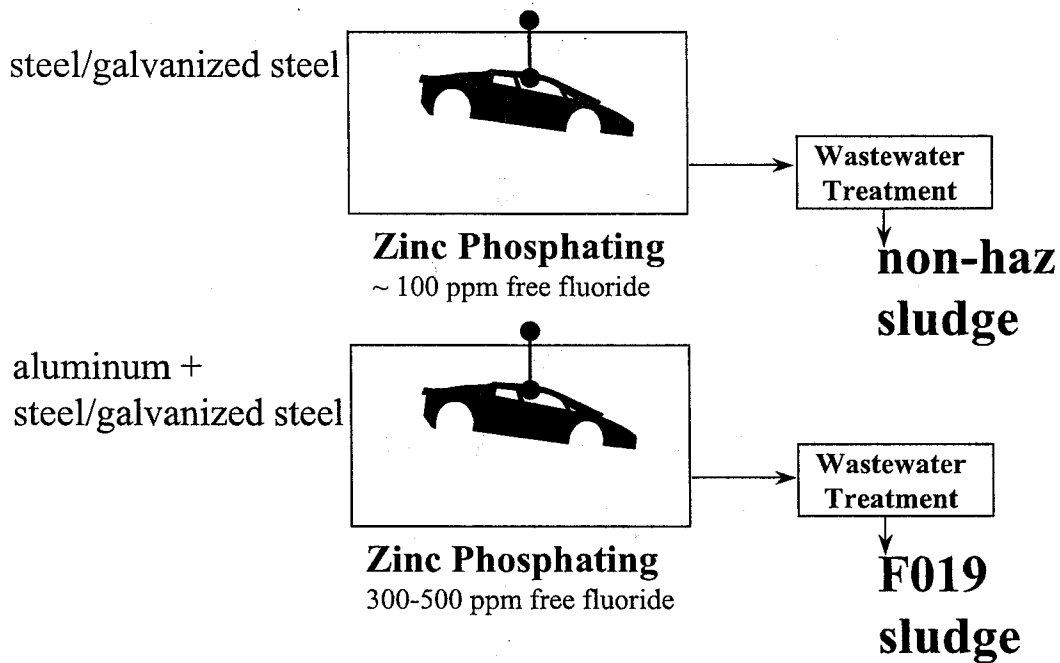 steel/galvanized steel
Wastewater
Treatment
Zinc Phosphating
~ 100 ppm free fluoride
non-haz
sludge
aluminum +
steel/galvanized steel
Wastewater
Treatment
Zinc Phosphating
300-500 ppm free fluoride
F019
sludge